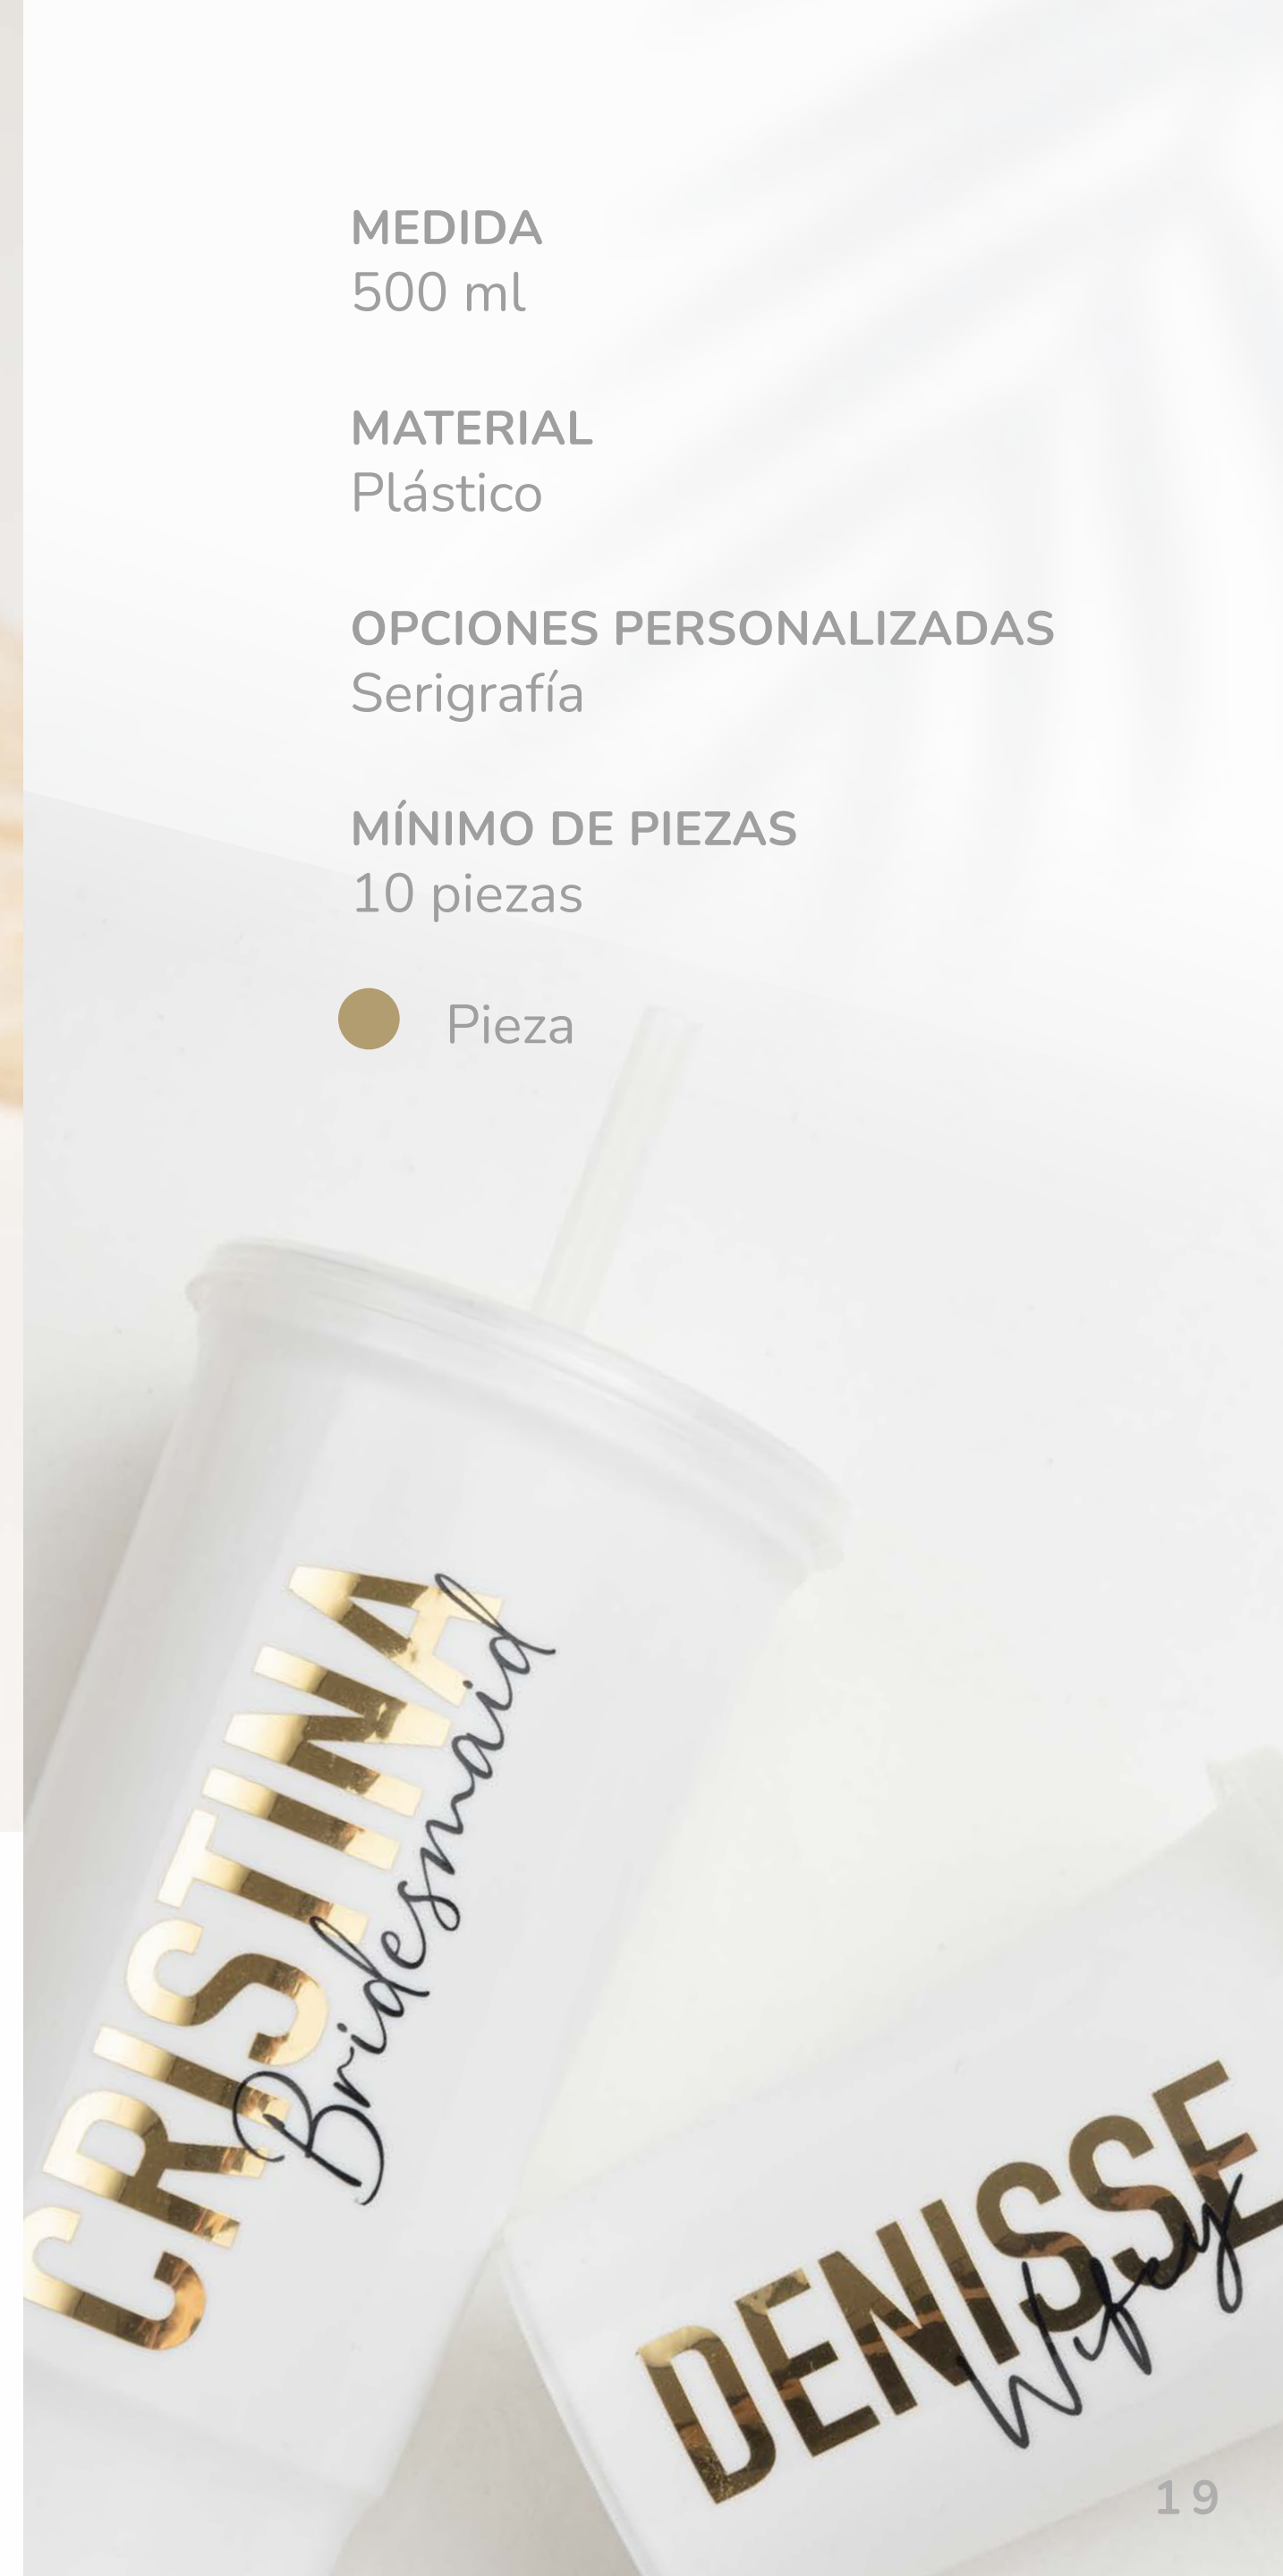 MEDIDA
500 ml
MATERIAL
Plástico
OPCIONES PERSONALIZADAS
Serigrafía
MÍNIMO DE PIEZAS
10 piezas
Pieza
CRISTINA
Bridesmaid
DENISSE
Wifey
19